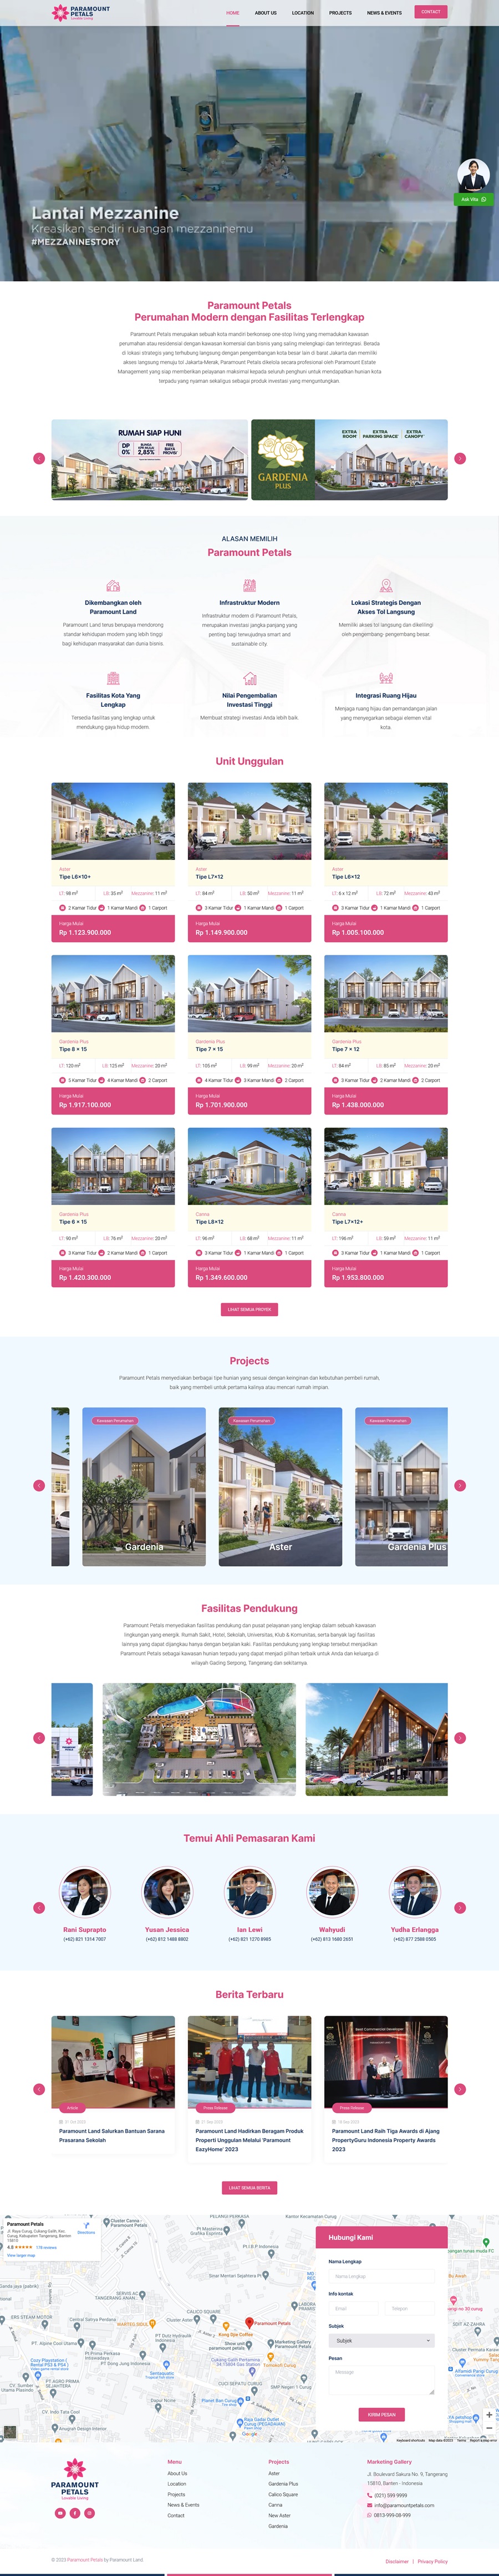 PARAMOUNT
PETALS
HOME
ABOUT US
LOCATION
PROJECTS
NEWS & EVENTS
CONTACT
Ask Vita
Lantai Mezzanine
Kreasikan sendiri ruangan mezzaninemu
#MEZZANINESTORY
Paramount Petals
Perumahan Modern dengan Fasilitas Terlengkap
Paramount Petals merupakan sebuah kota mandiri berkonsep one-stop living yang memadukan kawasan
perumahan atau residensial dengan kawasan komersial dan bisnis yang saling melengkapi dan terintegrasi. Berada
di lokasi strategis yang terhubung langsung dengan pengembangan kota besar lain di barat Jakarta dan memiliki
akses langsung menuju tol Jakarta-Merak, Paramount Petals dikelola secara profesional oleh Paramount Estate
Management yang siap memberikan pelayanan maksimal kepada seluruh penghuni untuk mendapatkan hunian kota
terpadu yang nyaman sekaligus sebagai produk investasi yang menguntungkan.
RUMAH SIAP HUNI
DP
0%
2,85%
FREE
BIAYA
PROVISI
GARDENIA
PLUS
EXTRA
ROOM
EXTRA
PARKING SPACE
EXTRA
CANOPY
ALASAN MEMILIH
Paramount Petals
Dikembangkan oleh
Paramount Land
Paramount Land terus berupaya mendorong
standar kehidupan modern yang lebih tinggi
bagi kehidupan masyarakat dan dunia bisnis.
Infrastruktur Modern
Infrastruktur modern di Paramount Petals,
merupakan investasi jangka panjang yang
penting bagi terwujudnya smart and
sustainable city.
Lokasi Strategis Dengan
Akses Tol Langsung
Memiliki akses tol langsung dan dikelilingi
oleh pengembang- pengembang besar.
Fasilitas Kota Yang
Lengkap
Tersedia fasilitas yang lengkap untuk
mendukung gaya hidup modern.
Nilai Pengembalian
Investasi Tinggi
Membuat strategi investasi Anda lebih baik.
Integrasi Ruang Hijau
Menjaga ruang hijau dan pemandangan jalan
yang menyegarkan sebagai elemen vital
kota.
Unit Unggulan
Aster
Tipe L6x10+
LT: 98 m2
LB: 35 m2
Mezzanine: 11 m2
2 Kamar Tidur
1 Kamar Mandi
1 Carport
Harga Mulai
Rp 1.123.900.000
Aster
Tipe L7x12
LT: 84 m2
LB: 50 m2
Mezzanine: 11 m2
3 Kamar Tidur
1 Kamar Mandi
1 Carport
Harga Mulai
Rp 1.149.900.000
Aster
Tipe L6x12
LT: 6 x 12 m2
LB: 72 m2
Mezzanine: 43 m2
3 Kamar Tidur
1 Kamar Mandi
1 Carport
Harga Mulai
Rp 1.005.100.000
Gardenia Plus
Tipe 8 x 15
LT: 120 m2
LB: 125 m2
Mezzanine: 20 m2
5 Kamar Tidur
4 Kamar Mandi
2 Carport
Harga Mulai
Rp 1.917.100.000
Gardenia Plus
Tipe 7 x 15
LT: 105 m2
LB: 99 m2
Mezzanine: 20 m2
4 Kamar Tidur
3 Kamar Mandi
2 Carport
Harga Mulai
Rp 1.701.900.000
Gardenia Plus
Tipe 7 x 12
LT: 84 m2
LB: 85 m2
Mezzanine: 20 m2
3 Kamar Tidur
2 Kamar Mandi
2 Carport
Harga Mulai
Rp 1.438.000.000
Gardenia Plus
Tipe 6 x 15
LT: 90 m2
LB: 76 m2
Mezzanine: 20 m2
3 Kamar Tidur
2 Kamar Mandi
1 Carport
Harga Mulai
Rp 1.420.300.000
Canna
Tipe L8x12
LT: 96 m2
LB: 68 m2
Mezzanine: 11 m2
3 Kamar Tidur
1 Kamar Mandi
1 Carport
Harga Mulai
Rp 1.349.600.000
Canna
Tipe L7x12+
LT: 196 m2
LB: 59 m2
Mezzanine: 11 m2
3 Kamar Tidur
1 Kamar Mandi
1 Carport
Harga Mulai
Rp 1.953.800.000
LIHAT SEMUA PROYEK
Projects
Paramount Petals menyediakan berbagai tipe hunian yang sesuai dengan keinginan dan kebutuhan pembeli rumah,
baik yang membeli untuk pertama kalinya atau mencari rumah impian.
Kawasan Perumahan
Gardenia
Kawasan Perumahan
Aster
Kawasan Perumahan
Gardenia Plus
Fasilitas Pendukung
Paramount Petals menyediakan fasilitas dan pusat pelayanan yang lengkap dalam sebuah kawasan
lingkungan yang energik. Rumah Sakit, Hotel, Sekolah, Universitas, Klub & Komunitas, serta banyak lagi fasilitas
lainnya yang dapat dijangkau hanya dengan berjalan kaki. Fasilitas pendukung yang lengkap tersebut menjadikan
Paramount Petals sebagai kawasan hunian terpadu yang dapat menjadi pilihan terbaik untuk Anda dan keluarga di
wilayah Gading Serpong, Tangerang dan sekitarnya.
Temui Ahli Pemasaran Kami
Rani Suprapto
(+62) 821 1314 7007
Yusan Jessica
(+62) 812 1488 8802
Ian Lewi
(+62) 821 1270 8985
Wahyudi
(+62) 813 1680 2651
Yudha Erlangga
(+62) 877 2588 0505
Berita Terbaru
Article
Paramount Land Salurkan Bantuan Sarana
Prasarana Sekolah
Press Release
Paramount Land Hadirkan Beragam Produk
Properti Unggulan Melalui 'Paramount
EazyHome' 2023
Press Release
Paramount Land Raih Tiga Awards di Ajang
PropertyGuru Indonesia Property Awards
2023
LIHAT SEMUA BERITA
Paramount Petals
Directions
View larger map
Paramount Petals
Hubungi Kami
Nama Lengkap
Nama Lengkap
Info kontak
Email
Telepon
Subjek
Subjek
Pesan
Message
KIRIM PESAN
PARAMOUNT
PETALS
Loveable Living
Menu
About Us
Location
Projects
News & Events
Contact
Projects
Aster
Gardenia Plus
Calico Square
Canna
New Aster
Gardenia
Marketing Gallery
Jl. Boulevard Sakura No. 9, Tangerang
15810, Banten - Indonesia
(021) 599 9999
info@paramountpetals.com
0813-999-08-999
© 2023 Paramount Petals by Paramount Land
Disclaimer | Privacy Policy